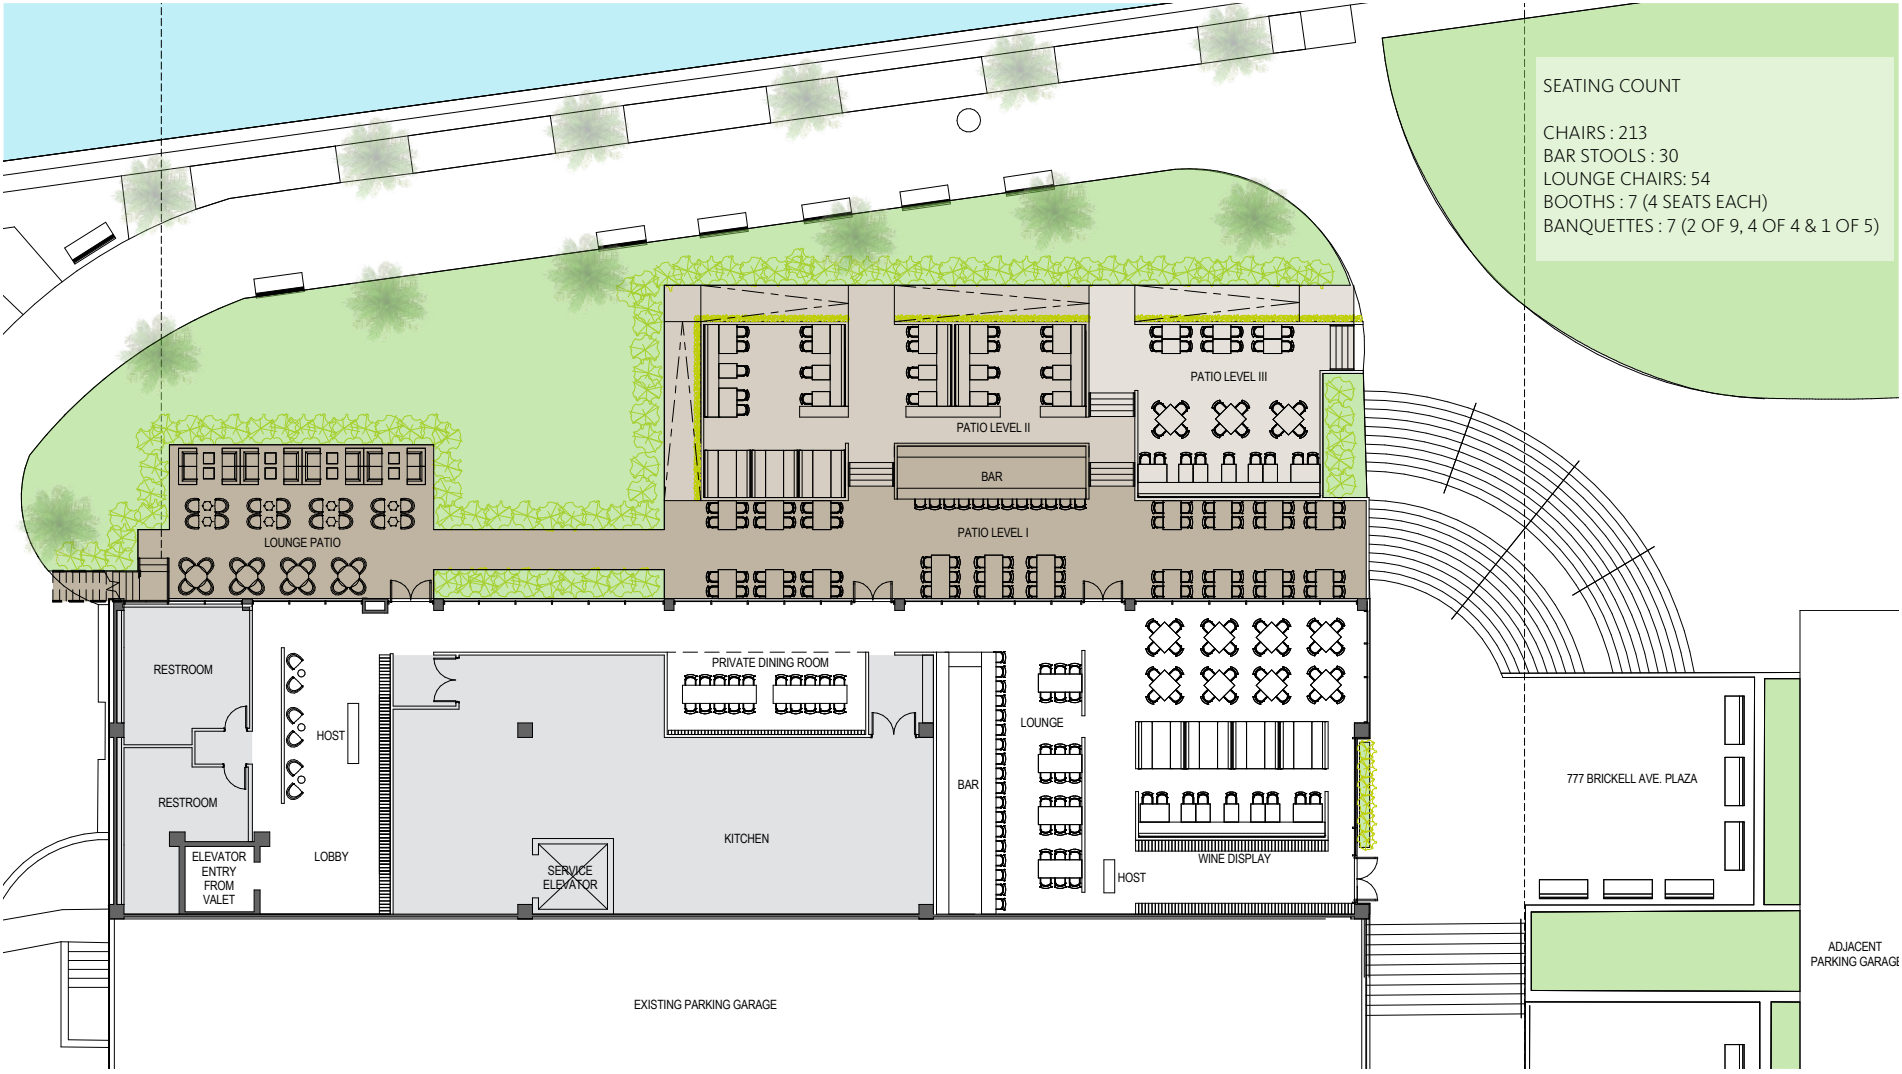 SEATING COUNT
CHAIRS : 213
BAR STOOLS : 30
LOUNGE CHAIRS: 54
BOOTHS : 7 (4 SEATS EACH)
BANQUETTES : 7 (2 OF 9, 4 OF 4 & 1 OF 5)
PATIO LEVEL III
PATIO LEVEL II
BAR
PATIO LEVEL I
LOUNGE PATIO
RESTROOM
PRIVATE DINING ROOM
HOST
LOUNGE
RESTROOM
BAR
777 BRICKELL AVE. PLAZA
KITCHEN
LOBBY
ELEVATOR
ENTRY
FROM
VALET
SERVICE
ELEVATOR
WINE DISPLAY
HOST
ADJACENT
PARKING GARAGE
EXISTING PARKING GARAGE